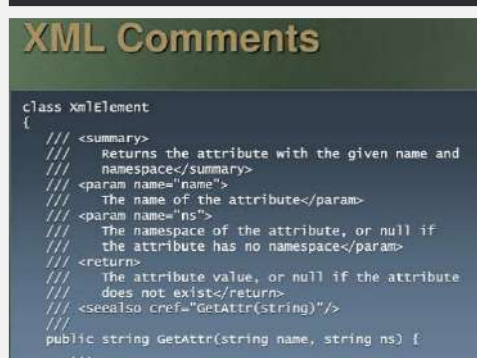 XML Comments
class XmlElement
{
/// <summary>
/// Returns the attribute with the given name and
/// namespace</summary>
/// <param name="name">
/// The name of the attribute</param>
/// <param name="ns">
/// The namespace of the attribute, or null if
/// the attribute has no namespace</param>
/// <return>
/// The attribute value, or null if the attribute
/// does not exist</return>
/// <seealso cref="GetAttr(string)"/>
///
public string GetAttr(string name, string ns) {
...